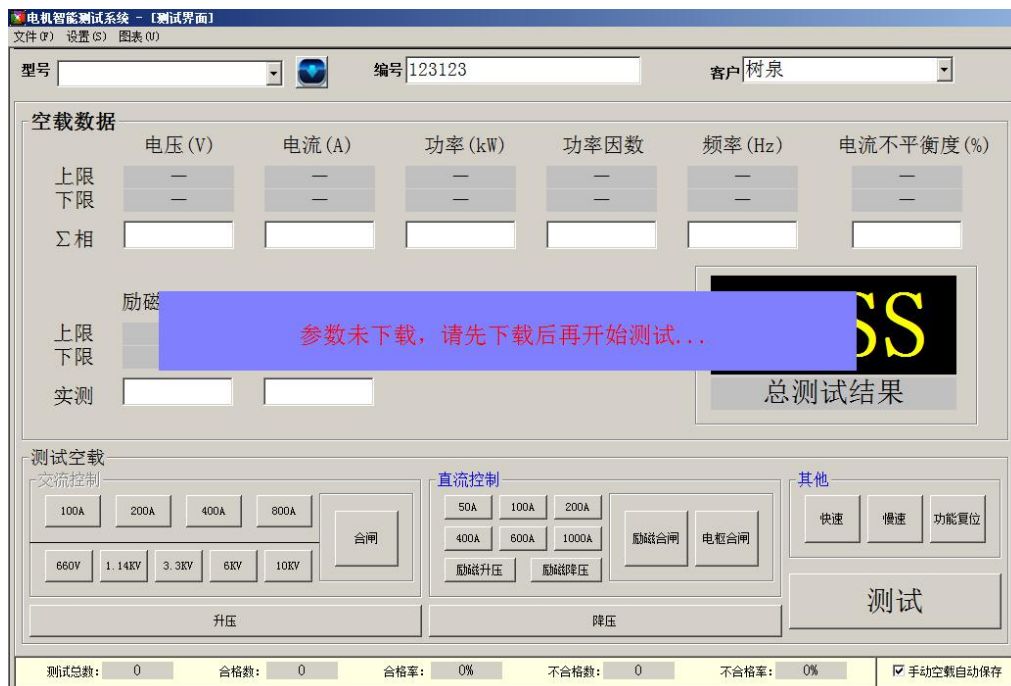 电机智能测试系统 - [测试界面]
文件(F) 设置(S) 图表(U)
型号 编号 123123 客户 树泉
空载数据
电压(V) 电流(A) 功率(kW) 功率因数 频率(Hz) 电流不平衡度(%)
上限 — — — — — —
下限 — — — — — —
Σ相
励磁
上限
参数未下载，请先下载后再开始测试...
SS
下限
实测
总测试结果
测试空载
交流控制 直流控制 其他
100A 200A 400A 800A 合闸 50A 100A 200A 励磁合闸 电枢合闸 快速 慢速 功能复位
400A 600A 1000A
660V 1.14KV 3.3KV 6KV 10KV 励磁升压 励磁降压
测试
升压 降压
测试总数: 0 合格数: 0 合格率: 0% 不合格数: 0 不合格率: 0% 手动空载自动保存